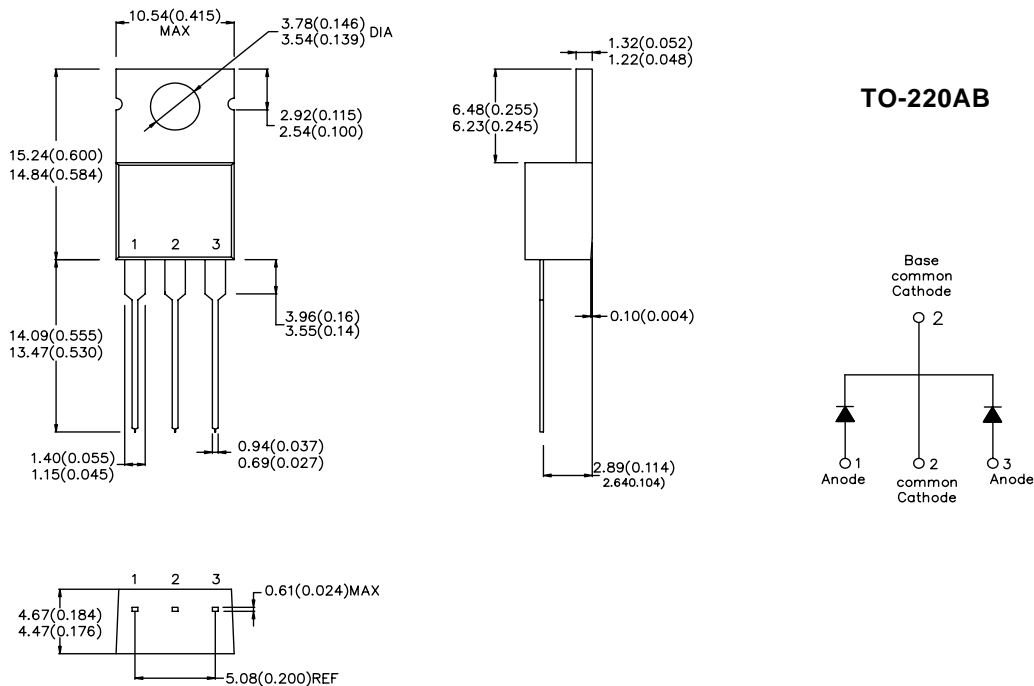 10.54(0.415)
MAX
3.78(0.146)
3.54(0.139) DIA
2.92(0.115)
2.54(0.100)
15.24(0.600)
14.84(0.584)
1 2 3
3.96(0.16)
3.55(0.14)
14.09(0.555)
13.47(0.530)
1.40(0.055)
1.15(0.045)
0.94(0.037)
0.69(0.027)
1.32(0.052)
1.22(0.048)
6.48(0.255)
6.23(0.245)
0.10(0.004)
2.89(0.114)
2.640.104)
TO-220AB
Base
common
Cathode
2
1
Anode
2
common
Cathode
3
Anode
1 2 3
0.61(0.024)MAX
4.67(0.184)
4.47(0.176)
5.08(0.200)REF